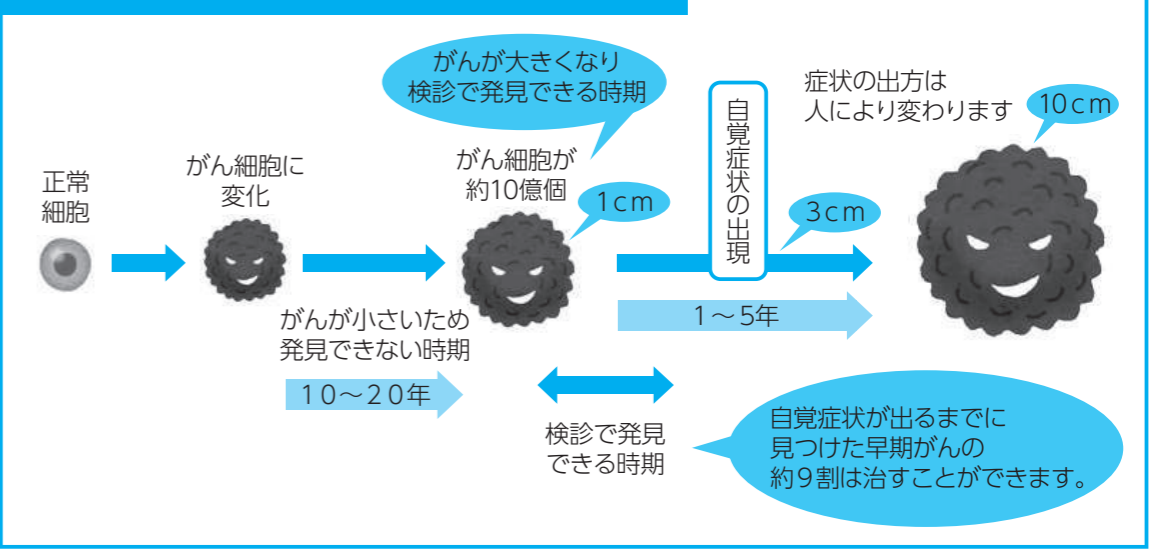 正常
細胞
がん細胞に
変化
がんが小さいため
発見できない時期
10～20年
がんが大きくなり
検診で発見できる時期
がん細胞が
約10億個
1cm
自覚症状の出現
3cm
1～5年
症状の出方は
人により変わります
10cm
検診で発見
できる時期
自覚症状が出るまでに
見つけた早期がんの
約9割は治すことができます。